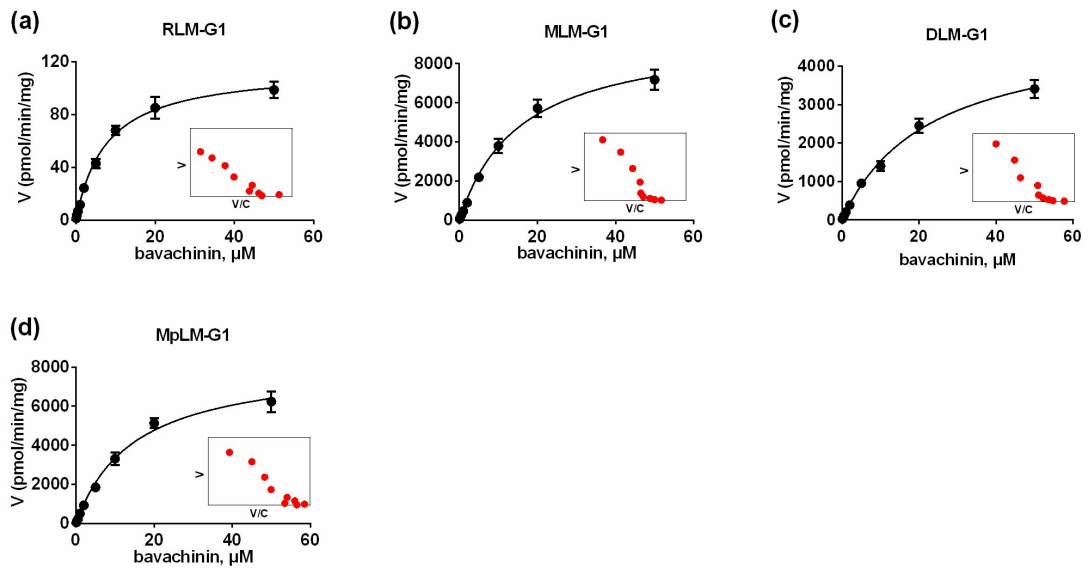 (a)
RLM-G1
V (pmol/min/mg)
120
80
40
0
0 20 40 60
bavachinin, µM
V
V/C
(b)
MLM-G1
V (pmol/min/mg)
8000
6000
4000
2000
0
0 20 40 60
bavachinin, µM
V
V/C
(c)
DLM-G1
V (pmol/min/mg)
4000
3000
2000
1000
0
0 20 40 60
bavachinin, µM
V
V/C
(d)
MpLM-G1
V (pmol/min/mg)
8000
6000
4000
2000
0
0 20 40 60
bavachinin, µM
V
V/C